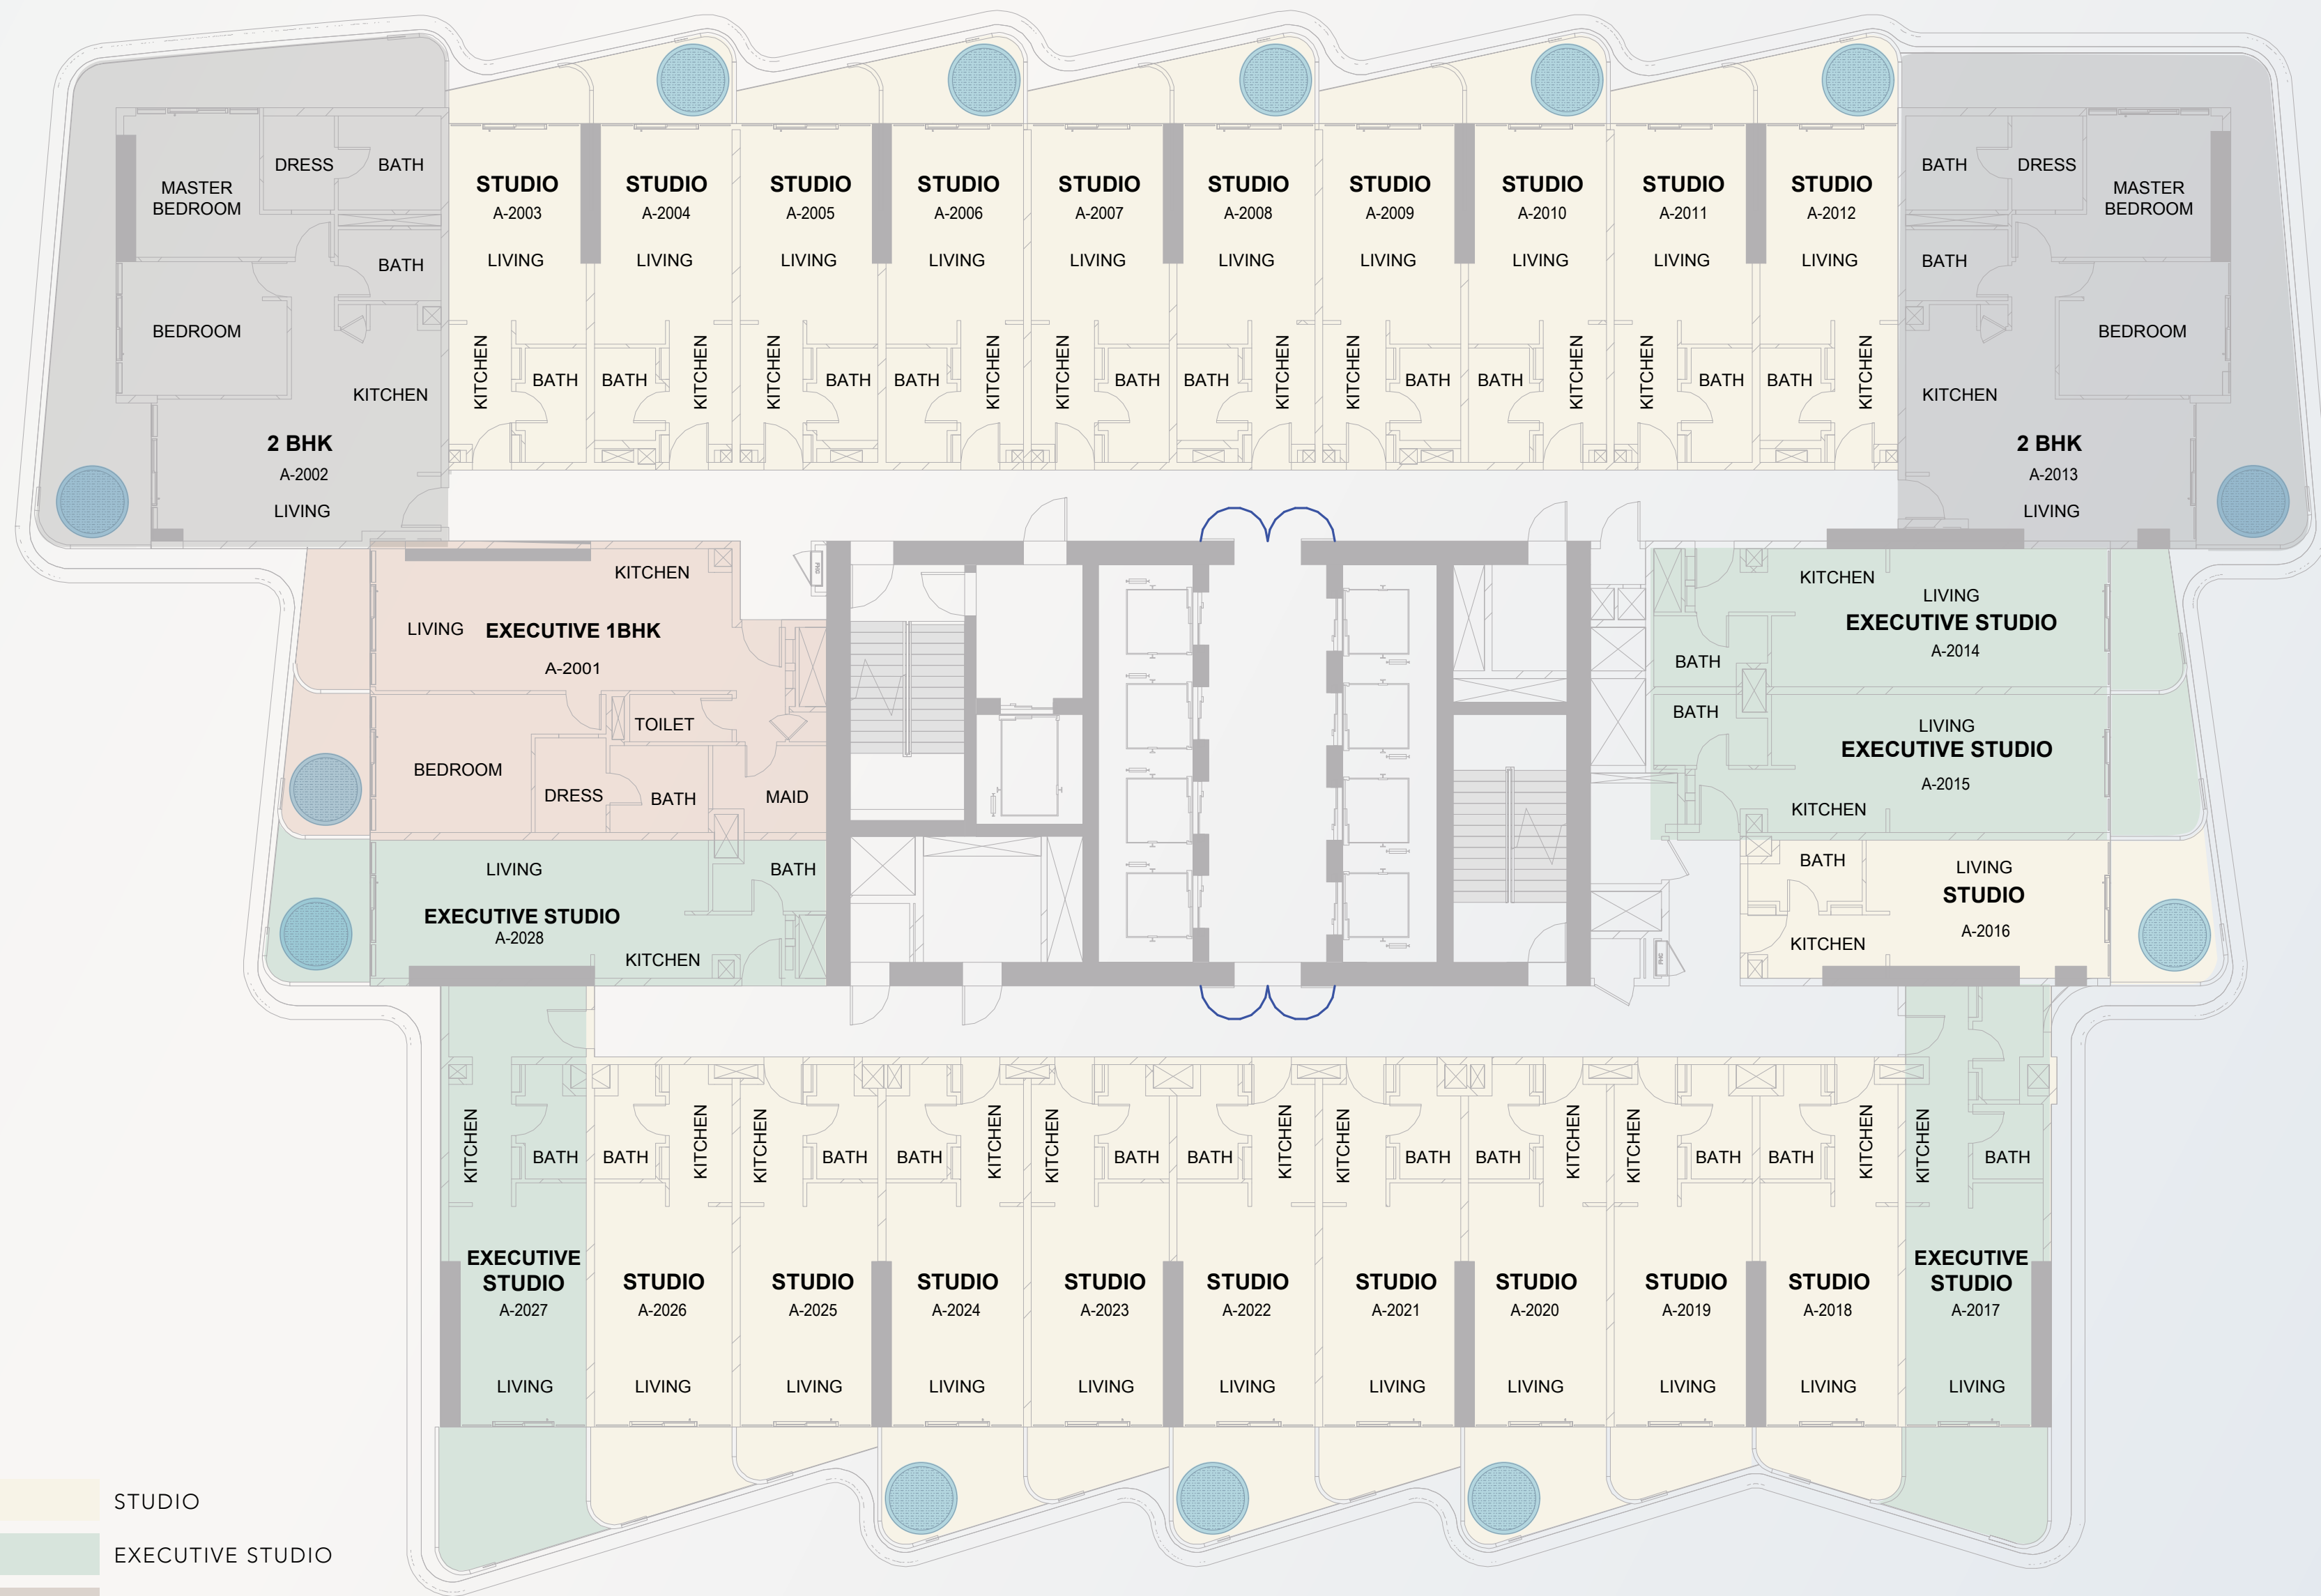 MASTER
BEDROOM
DRESS
BATH
BATH
BEDROOM
KITCHEN
2 BHK
A-2002
LIVING
STUDIO
A-2003
LIVING
KITCHEN
BATH
STUDIO
A-2004
LIVING
BATH
KITCHEN
STUDIO
A-2005
LIVING
KITCHEN
BATH
STUDIO
A-2006
LIVING
BATH
KITCHEN
STUDIO
A-2007
LIVING
KITCHEN
BATH
STUDIO
A-2008
LIVING
BATH
KITCHEN
STUDIO
A-2009
LIVING
KITCHEN
BATH
STUDIO
A-2010
LIVING
BATH
KITCHEN
STUDIO
A-2011
LIVING
KITCHEN
BATH
STUDIO
A-2012
LIVING
BATH
KITCHEN
BATH
DRESS
MASTER
BEDROOM
BATH
BEDROOM
KITCHEN
2 BHK
A-2013
LIVING
KITCHEN
LIVING
EXECUTIVE 1BHK
A-2001
TOILET
BEDROOM
DRESS
BATH
MAID
LIVING
BATH
EXECUTIVE STUDIO
A-2028
KITCHEN
KITCHEN
LIVING
EXECUTIVE STUDIO
A-2014
BATH
BATH
LIVING
EXECUTIVE STUDIO
A-2015
KITCHEN
BATH
LIVING
STUDIO
A-2016
KITCHEN
KITCHEN
BATH
EXECUTIVE
STUDIO
A-2027
LIVING
BATH
KITCHEN
STUDIO
A-2026
LIVING
KITCHEN
BATH
STUDIO
A-2025
LIVING
BATH
KITCHEN
STUDIO
A-2024
LIVING
KITCHEN
BATH
STUDIO
A-2023
LIVING
BATH
KITCHEN
STUDIO
A-2022
LIVING
KITCHEN
BATH
STUDIO
A-2021
LIVING
BATH
KITCHEN
STUDIO
A-2020
LIVING
KITCHEN
BATH
STUDIO
A-2019
LIVING
BATH
KITCHEN
STUDIO
A-2018
LIVING
KITCHEN
BATH
EXECUTIVE
STUDIO
A-2017
LIVING
STUDIO
EXECUTIVE STUDIO